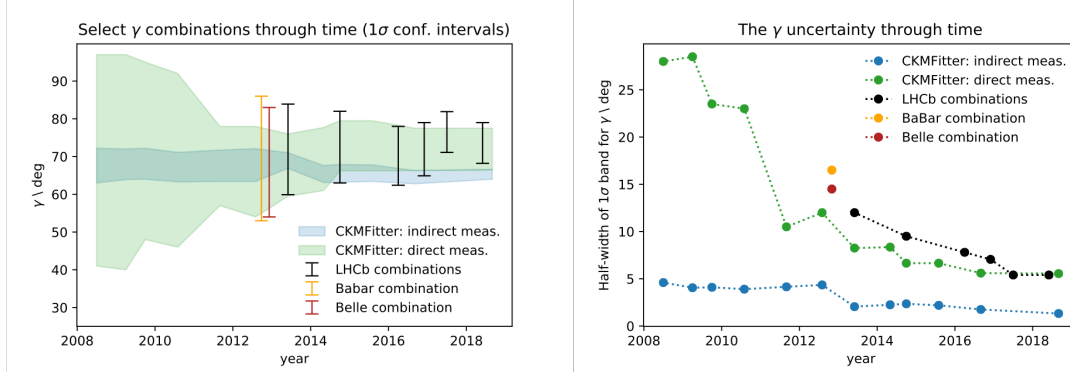 Select γ combinations through time (1σ conf. intervals)
γ \ deg
90
80
70
60
50
40
30
CKMFitter: indirect meas.
CKMFitter: direct meas.
LHCb combinations
Babar combination
Belle combination
2008 2010 2012 2014 2016 2018
year
The γ uncertainty through time
Half-width of 1σ band for γ \ deg
25
20
15
10
5
0
CKMFitter: indirect meas.
CKMFitter: direct meas.
LHCb combinations
BaBar combination
Belle combination
2008 2010 2012 2014 2016 2018
year